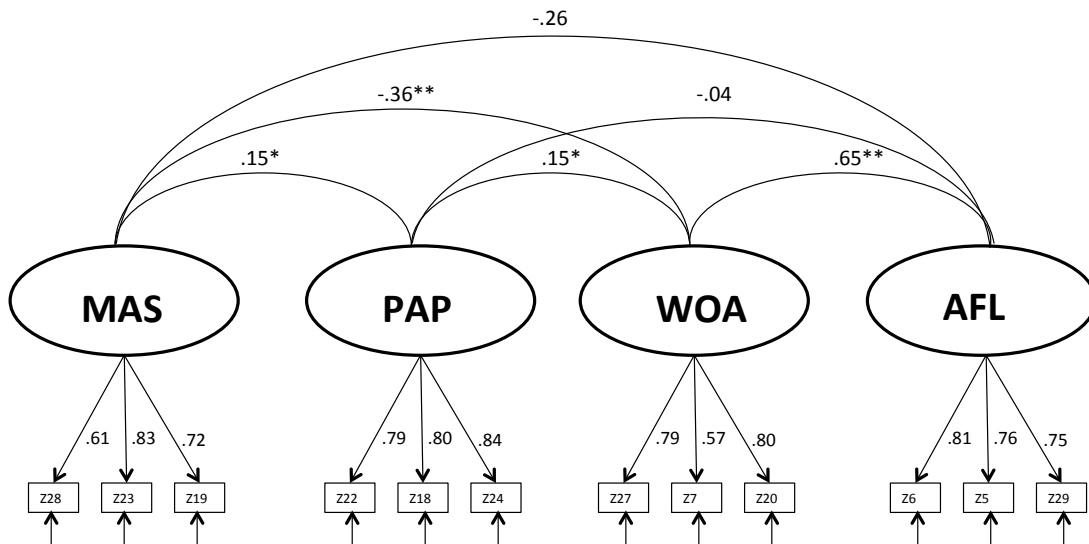 -.26
-.36** -.04
.15* .15* .65**
MAS PAP WOA AFL
.61 .83 .72 .79 .80 .84 .79 .57 .80 .81 .76 .75
Z28 Z23 Z19 Z22 Z18 Z24 Z27 Z7 Z20 Z6 Z5 Z29